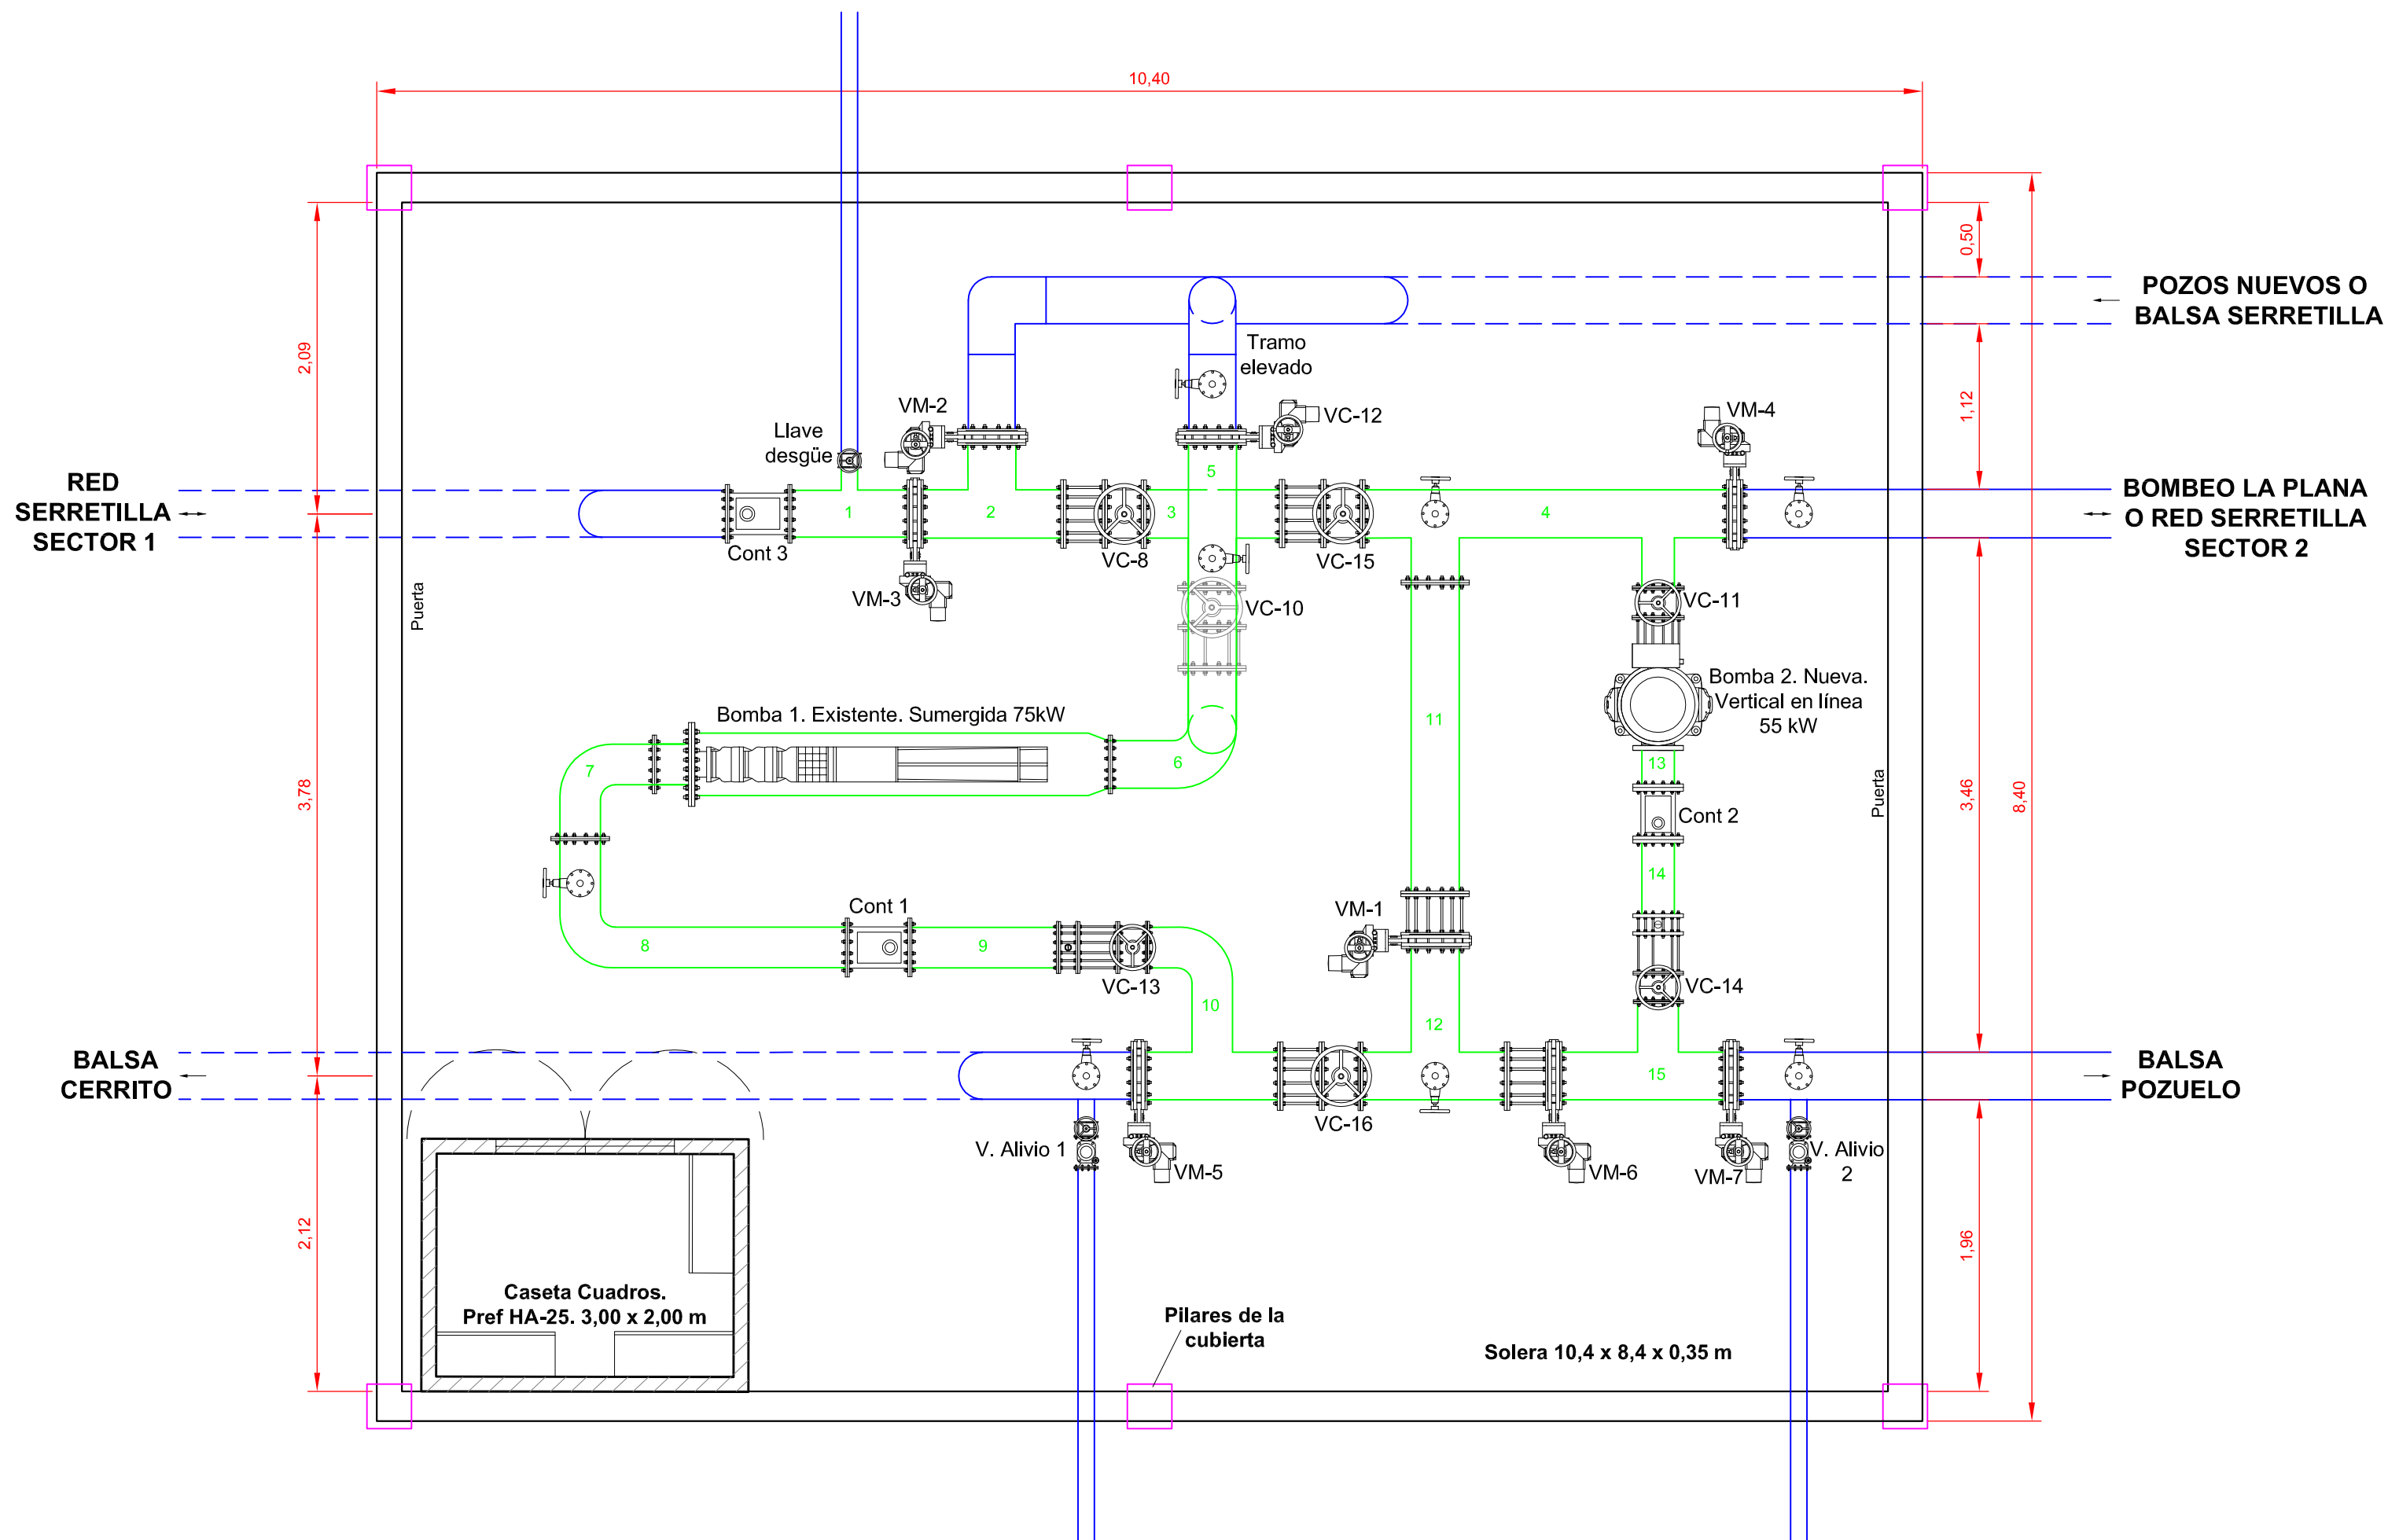 10,40
0,50
POZOS NUEVOS O
BALSA SERRETILLA
2,09
Tramo
elevado
1,12
VM-2
VC-12
VM-4
Llave
desgüe
RED
SERRETILLA
SECTOR 1
5
BOMBEO LA PLANA
O RED SERRETILLA
SECTOR 2
1
2
3
4
Cont 3
VC-8
VC-15
VM-3
VC-10
VC-11
Puerta
Bomba 2. Nueva.
Vertical en línea
55 kW
Bomba 1. Existente. Sumergida 75kW
11
6
7
13
3,78
Puerta
3,46
8,40
Cont 2
14
Cont 1
VM-1
8
9
VC-13
VC-14
10
12
BALSA
CERRITO
15
BALSA
POZUELO
VC-16
V. Alivio 1
VM-5
VM-6
VM-7
V. Alivio
2
2,12
1,96
Caseta Cuadros.
Pref HA-25. 3,00 x 2,00 m
Pilares de la
cubierta
Solera 10,4 x 8,4 x 0,35 m